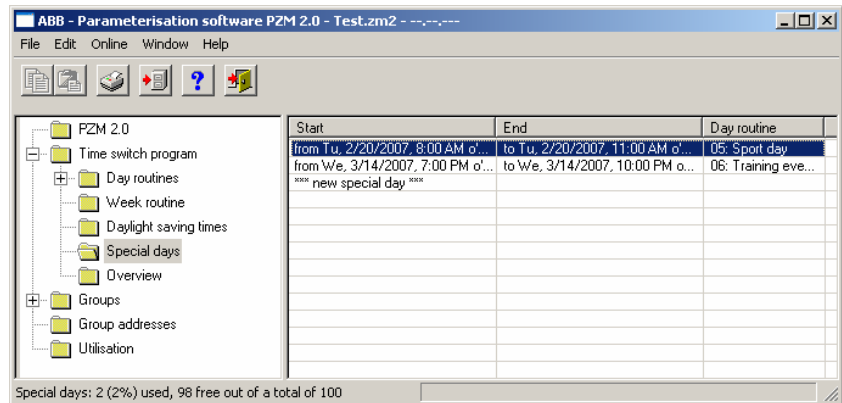 ABB - Parameterisation software PZM 2.0 - Test.zm2 - --.--.---
File Edit Online Window Help
PZM 2.0
Time switch program
Day routines
Week routine
Daylight saving times
Special days
Overview
Groups
Group addresses
Utilisation
Start End Day routine
from Tu, 2/20/2007, 8:00 AM o'... to Tu, 2/20/2007, 11:00 AM o'... 05: Sport day
from We, 3/14/2007, 7:00 PM o'... to We, 3/14/2007, 10:00 PM o... 06: Training eve...
*** new special day ***
Special days: 2 (2%) used, 98 free out of a total of 100